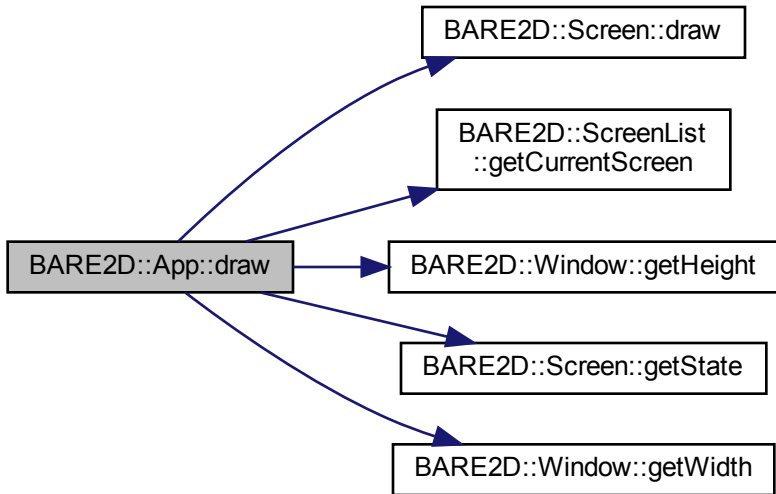 BARE2D::Screen::draw
BARE2D::ScreenList
::getCurrentScreen
BARE2D::App::draw
BARE2D::Window::getHeight
BARE2D::Screen::getState
BARE2D::Window::getWidth